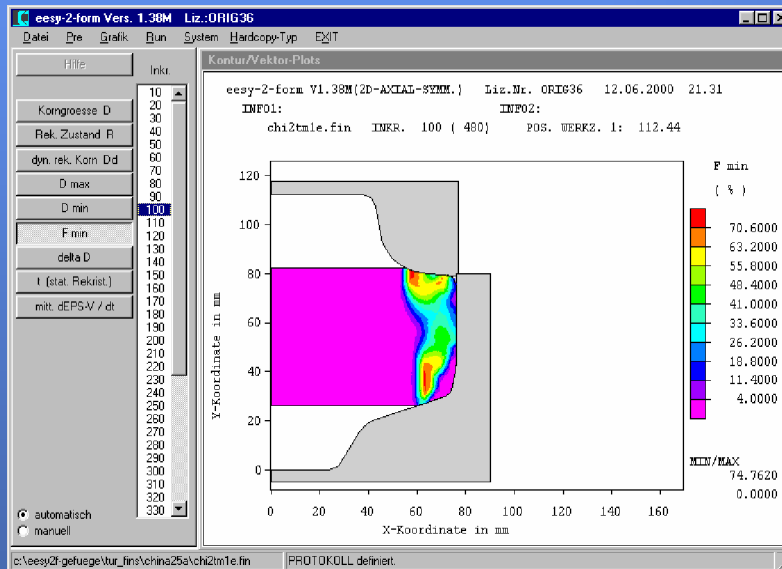 eesy-2-form Vers. 1.38M Liz.:ORIG36
Datei Pre Grafik Run System Hardcopy-Typ EXIT
Hilfe
Inkr.
Korngroesse D
Rek. Zustand R
dyn. rek. Korn Dd
D max
D min
F min
delta D
t (stat. Rekrist.)
mitt. dEPS-V / dt
10
20
30
40
50
60
70
80
90
100
110
120
130
140
150
160
170
180
190
200
210
220
230
240
250
260
270
280
290
300
310
320
330
automatisch
manuell
Kontur/Vektor-Plots
eesy-2-form V1.38M(2D-AXIAL-SYMM.) Liz.Nr. ORIG36 12.06.2000 21.31
INFO1: INFO2:
chi2tm1e.fin INKR. 100 ( 480) POS. WERKZ. 1: 112.44
F min
( % )
70.6000
63.2000
55.8000
48.4000
41.0000
33.6000
26.2000
18.8000
11.4000
4.0000
MIN/MAX
74.7620
0.0000
Y-Koordinate in mm
120
100
80
60
40
20
0
0 20 40 60 80 100 120 140 160
X-Koordinate in mm
c:\eesy2f-gefuege\tur_fins\china25a\chi2tm1e.fin PROTOKOLL definiert.